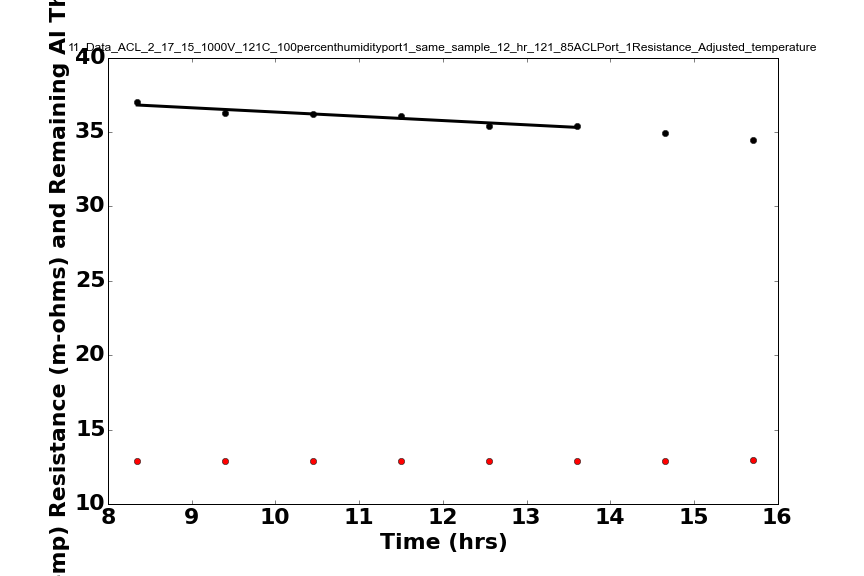 11_Data_ACL_2_17_15_1000V_121C_100percenthumidityport1_same_sample_12_hr_121_85ACLPort_1Resistance_Adjusted_temperature
mp) Resistance (m-ohms) and Remaining Al Th
40
35
30
25
20
15
10
8 9 10 11 12 13 14 15 16
Time (hrs)